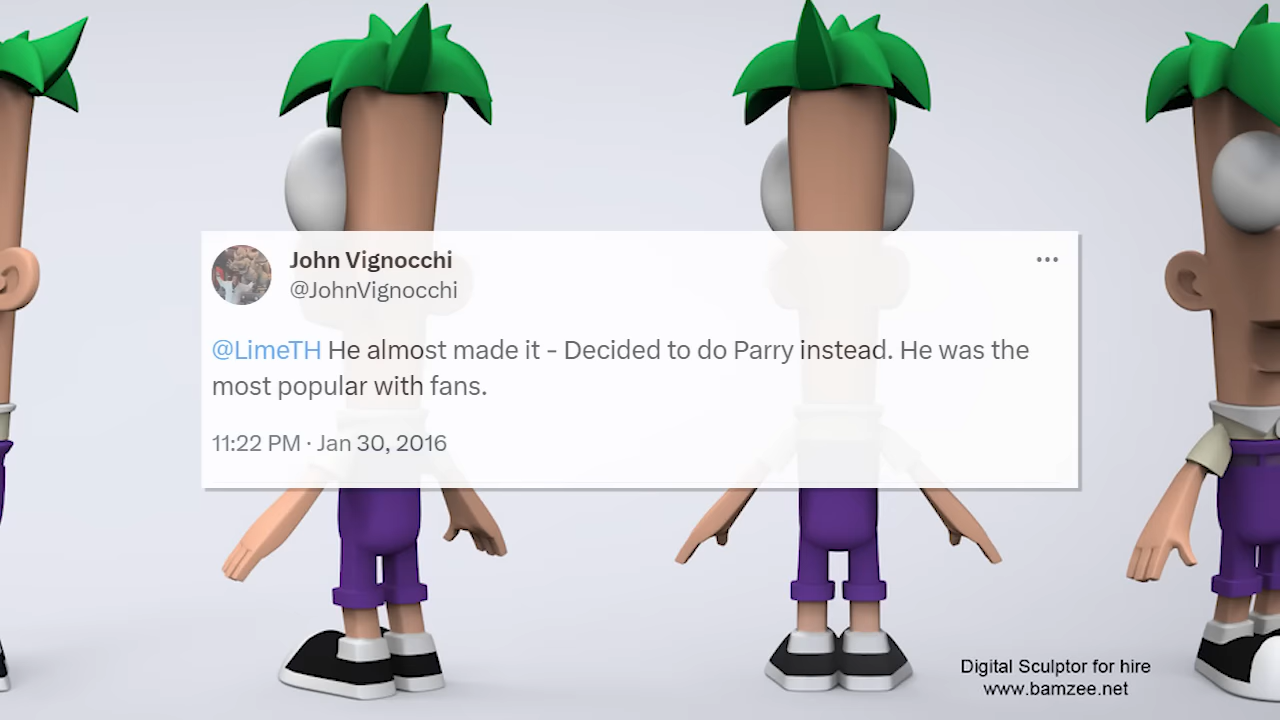 John Vignocchi
@JohnVignocchi
@LimeTH He almost made it - Decided to do Parry instead. He was the
most popular with fans.
11:22 PM · Jan 30, 2016
Digital Sculptor for hire
www.bamzee.net